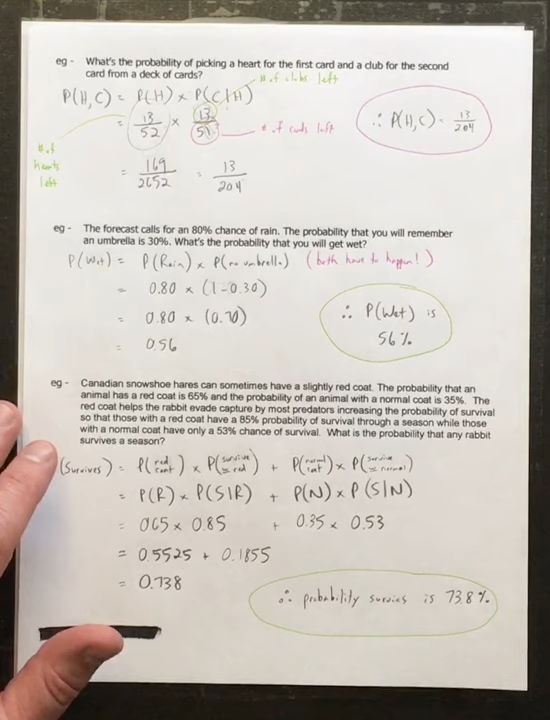 eg - What's the probability of picking a heart for the first card and a club for the second
card from a deck of cards?
# of clubs left
P(H,C) = P(H) × P(C|H)
= 13/52 × 13/51
# of cards left
# of
hearts
left
∴ P(H,C) = 13/204
= 169/2652 = 13/204
eg - The forecast calls for an 80% chance of rain. The probability that you will remember
an umbrella is 30%. What's the probability that you will get wet?
P(Wet) = P(Rain) × P(no umbrella) (both have to happen!)
= 0.80 × (1-0.30)
= 0.80 × (0.70)
= 0.56
∴ P(Wet) is
56%
eg - Canadian snowshoe hares can sometimes have a slightly red coat. The probability that an
animal has a red coat is 65% and the probability of an animal with a normal coat is 35%. The
red coat helps the rabbit evade capture by most predators increasing the probability of survival
so that those with a red coat have a 85% probability of survival through a season while those
with a normal coat have only a 53% chance of survival. What is the probability that any rabbit
survives a season?
(Survives) = P(red coat) × P(survive = red) + P(normal coat) × P(survive = normal)
= P(R) × P(S|R) + P(N) × P(S|N)
= 0.65 × 0.85 + 0.35 × 0.53
= 0.5525 + 0.1855
= 0.738
∴ probability survives is 73.8%